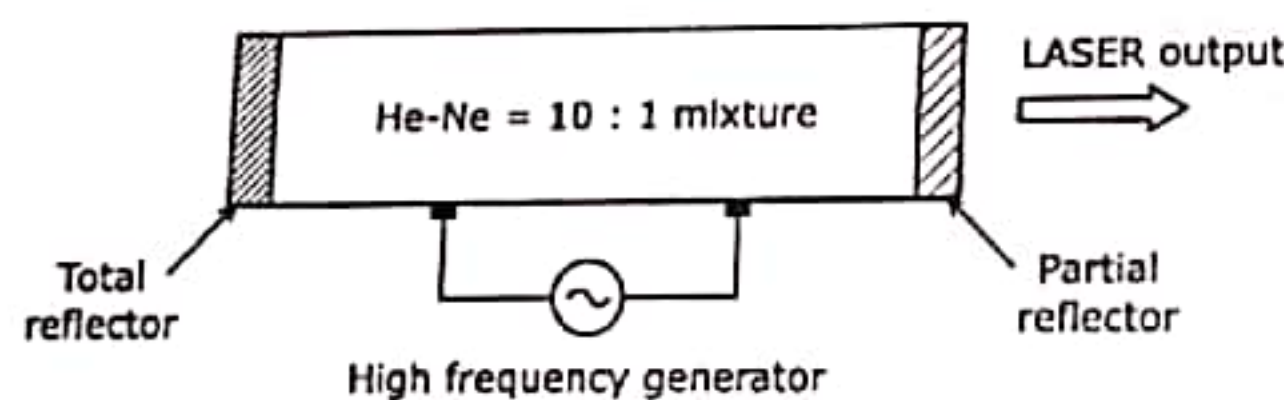 LASER output
He-Ne = 10 : 1 mixture
Total
reflector
Partial
reflector
High frequency generator